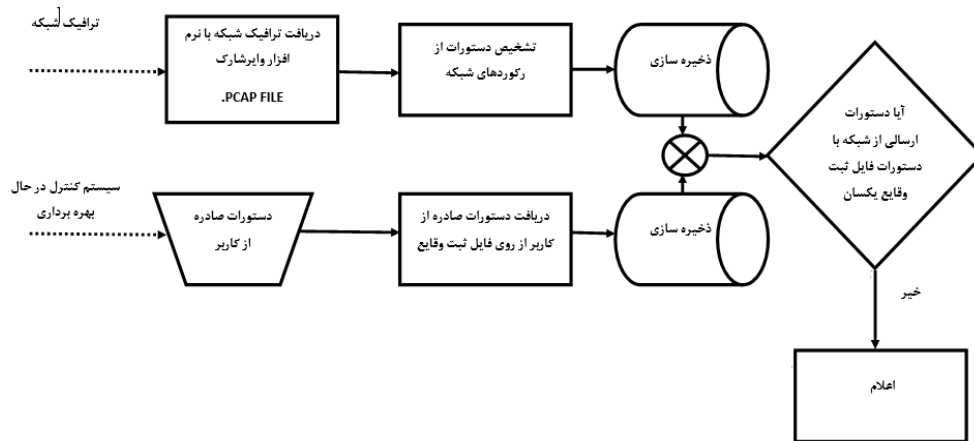 ترافیک شبکه
دریافت ترافیک شبکه با نرم
افزار وایرشارک
.PCAP FILE
تشخیص دستورات از
رکوردهای شبکه
ذخیره سازی
آیا دستورات
ارسالی از شبکه با
دستورات فایل ثبت
وقایع یکسان
سیستم کنترل در حال
بهره برداری
دستورات صادره
از کاربر
دریافت دستورات صادره از
کاربر از روی فایل ثبت وقایع
ذخیره سازی
خیر
اعلام